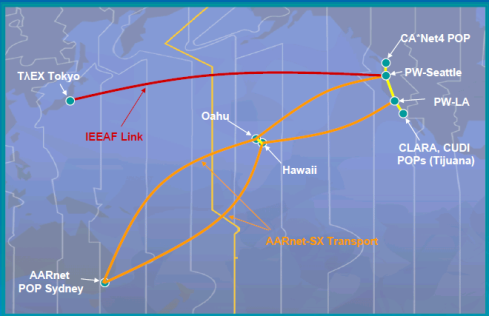 CA*Net4 POP
TAEX Tokyo
PW-Seattle
PW-LA
IEEAF Link
Oahu
CLARA, CUDI
POPs (Tijuana)
Hawaii
AARnet-SX Transport
AARnet
POP Sydney